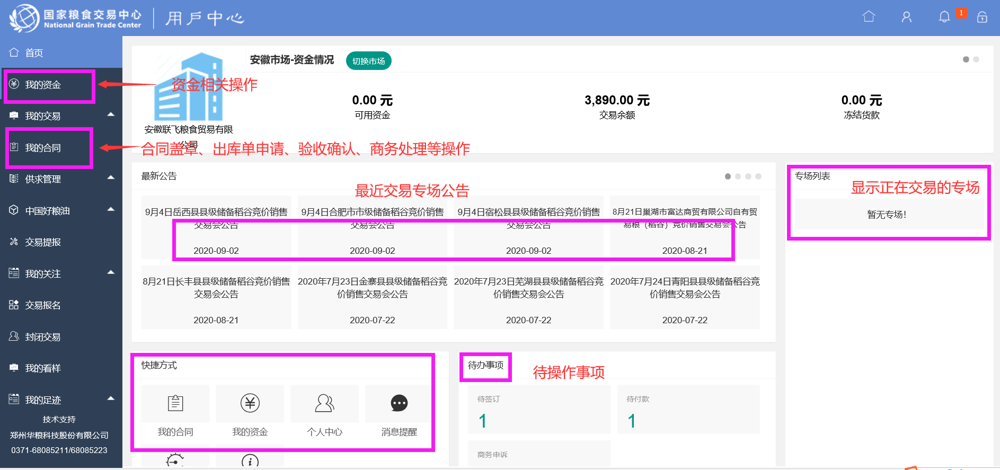 国家粮食交易中心
National Grain Trade Center
用户中心
1
首页
我的资金
我的交易
我的合同
供求管理
中国好粮油
交易提报
我的关注
交易报名
封闭交易
我的看样
我的足迹
技术支持
郑州华粮科技股份有限公司
0371-68085211/68085223
安徽市场-资金情况
切换市场
资金相关操作
0.00 元
可用资金
3,890.00 元
交易余额
0.00 元
冻结货款
安徽联飞粮食贸易有限
公司
合同盖章、出库单申请、验收确认、商务处理等操作
最新公告
最近交易专场公告
9月4日岳西县县级储备稻谷竞价销售
交易会公告
2020-09-02
9月4日合肥市市级储备稻谷竞价销售
交易会公告
2020-09-02
9月4日宿松县县级储备稻谷竞价销售
交易会公告
2020-09-02
8月21日巢湖市富达商贸有限公司自有贸
易粮（稻谷）竞价销售交易会公告
2020-08-21
8月21日长丰县县级储备稻谷竞价销售
交易会公告
2020-08-21
2020年7月23日金寨县县级储备稻谷竞
价销售交易会公告
2020-07-22
2020年7月23日芜湖县县级储备稻谷竞
价销售交易会公告
2020-07-22
2020年7月24日青阳县县级储备稻谷竞
价销售交易会公告
2020-07-22
专场列表
显示正在交易的专场
暂无专场!
快捷方式
我的合同
我的资金
个人中心
消息提醒
待办事项
待操作事项
待签订
1
待付款
1
商务申诉